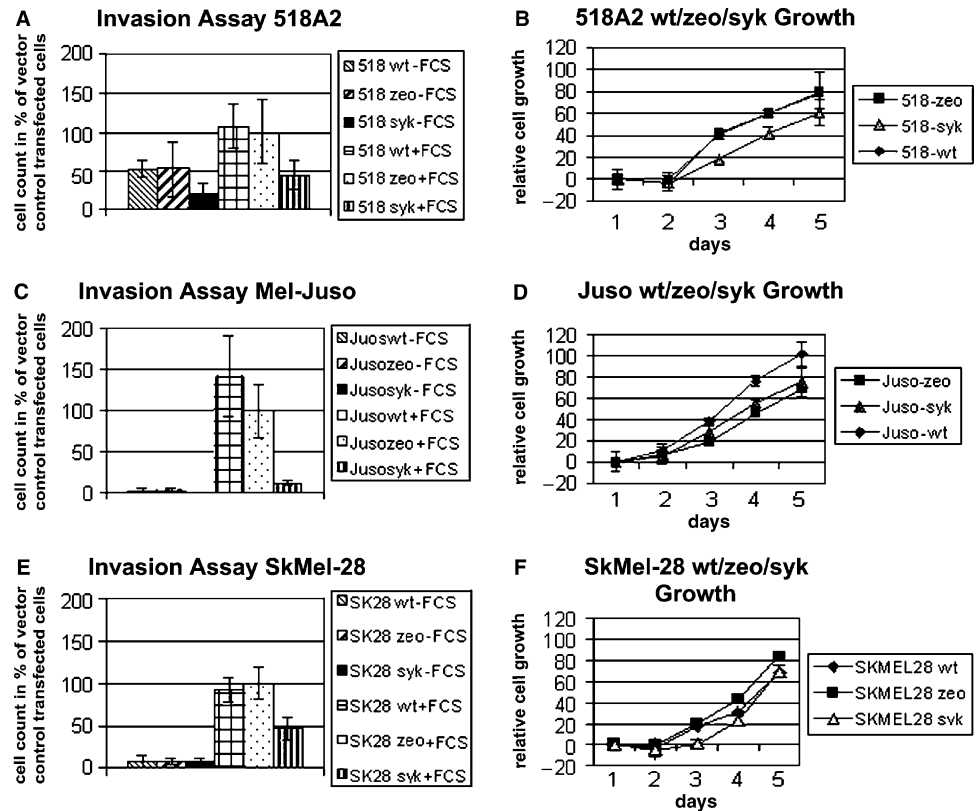 A
Invasion Assay 518A2
cell count in % of vector
control transfected cells
200
150
100
50
0
518 wt-FCS
518 zeo-FCS
518 syk-FCS
518 wt+FCS
518 zeo+FCS
518 syk+FCS
B
518A2 wt/zeo/syk Growth
relative cell growth
120
100
80
60
40
20
0
−20
1 2 3 4 5
days
518-zeo
518-syk
518-wt
C
Invasion Assay Mel-Juso
cell count in % of vector
control transfected cells
200
150
100
50
0
Juoswt-FCS
Jusozeo-FCS
Jusosyk-FCS
Jusowt+FCS
Jusozeo+FCS
Jusosyk+FCS
D
Juso wt/zeo/syk Growth
relative cell growth
120
100
80
60
40
20
0
−20
1 2 3 4 5
days
Juso-zeo
Juso-syk
Juso-wt
E
Invasion Assay SkMel-28
cell count in % of vector
control transfected cells
200
150
100
50
0
SK28 wt-FCS
SK28 zeo-FCS
SK28 syk-FCS
SK28 wt+FCS
SK28 zeo+FCS
SK28 syk+FCS
F
SkMel-28 wt/zeo/syk
Growth
relative cell growth
120
100
80
60
40
20
0
−20
1 2 3 4 5
days
SKMEL28 wt
SKMEL28 zeo
SKMEL28 syk